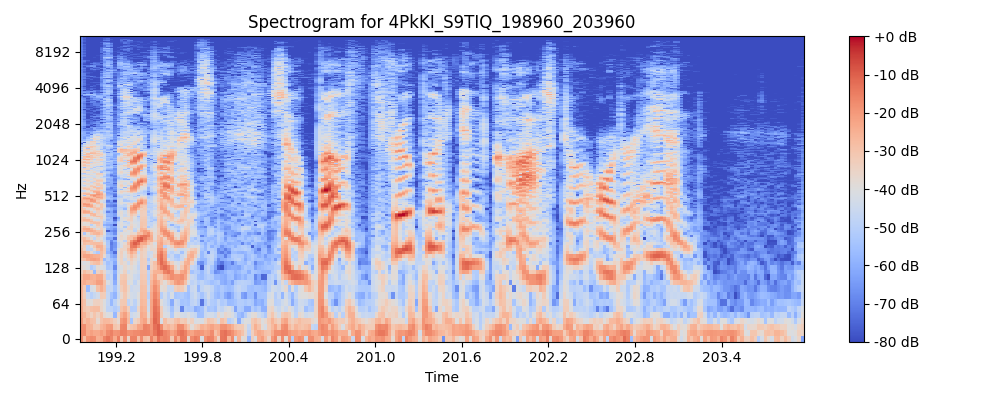 Spectrogram for 4PkKI_S9TIQ_198960_203960
8192
4096
2048
1024
512
256
128
64
0
Hz
199.2 199.8 200.4 201.0 201.6 202.2 202.8 203.4
Time
+0 dB
-10 dB
-20 dB
-30 dB
-40 dB
-50 dB
-60 dB
-70 dB
-80 dB